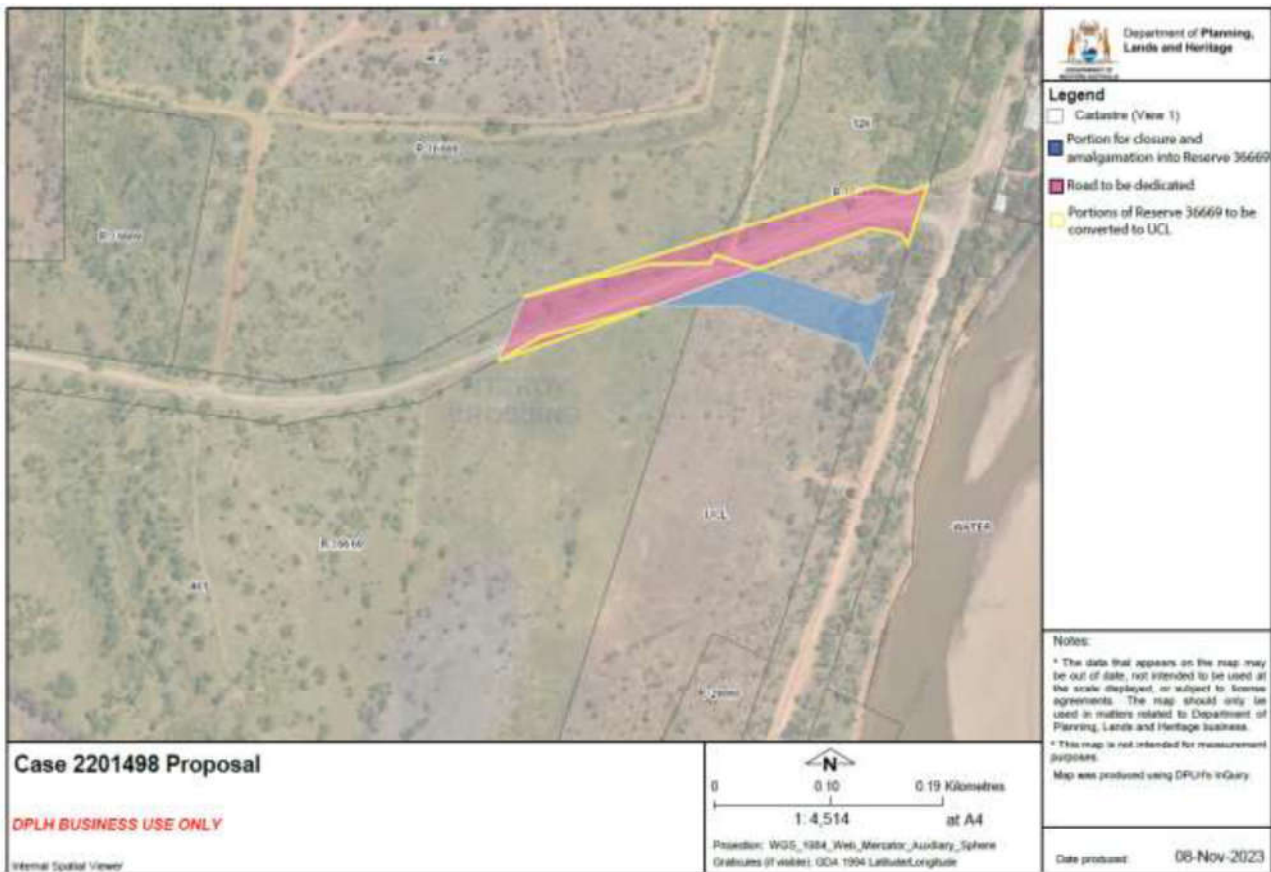 Department of Planning,
Lands and Heritage
Legend
Cadastre (View 1)
Portion for closure and
amalgamation into Reserve 36669
Road to be dedicated
Portions of Reserve 36669 to be
converted to UCL
UCL
WATER
Notes:
* The data that appears on the map may
be out of date, not intended to be used at
the scale displayed, or subject to license
agreements. The map should only be
used in matters related to Department of
Planning, Lands and Heritage business.
* This map is not intended for measurement
purposes.
Map was produced using DPLH's InQuiry.
Case 2201498 Proposal
DPLH BUSINESS USE ONLY
Internal Spatial Viewer
N
0 0.10 0.19 Kilometres
1: 4,514 at A4
Projection: WGS_1984_Web_Mercator_Auxiliary_Sphere
Graticules (if visible): GDA 1994 Latitude/Longitude
Date produced: 08-Nov-2023